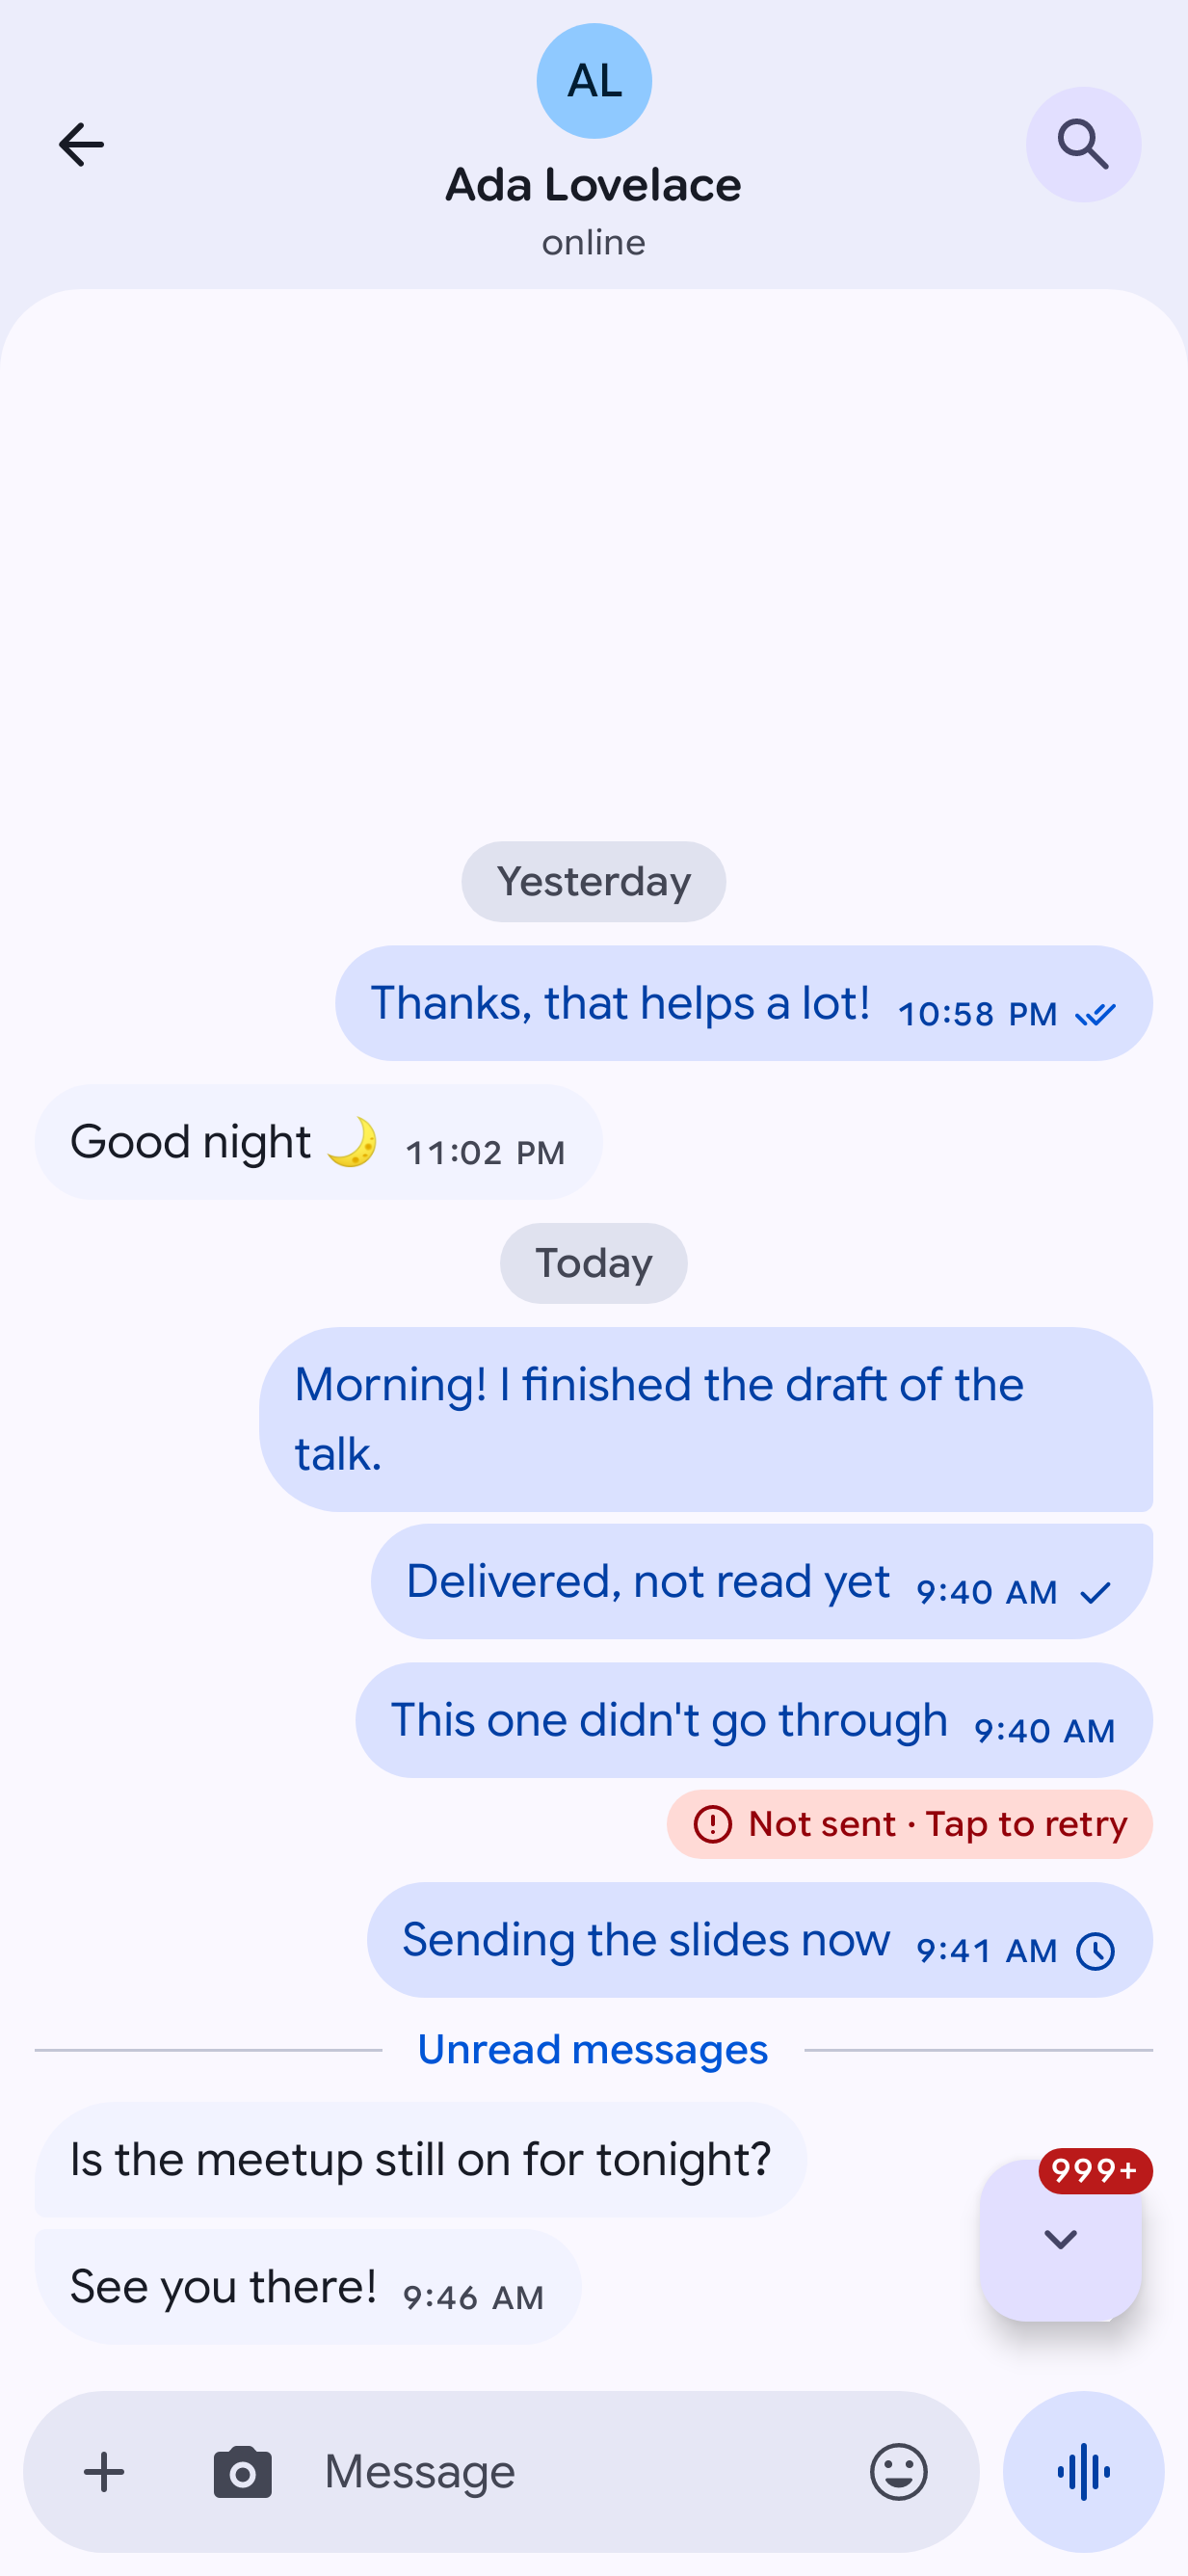 AL
Ada Lovelace
online
Yesterday
Thanks, that helps a lot! 10:58 PM
Good night 🌙 11:02 PM
Today
Morning! I finished the draft of the
talk.
Delivered, not read yet 9:40 AM
This one didn't go through 9:40 AM
Not sent · Tap to retry
Sending the slides now 9:41 AM
Unread messages
Is the meetup still on for tonight?
999+
See you there! 9:46 AM
Message